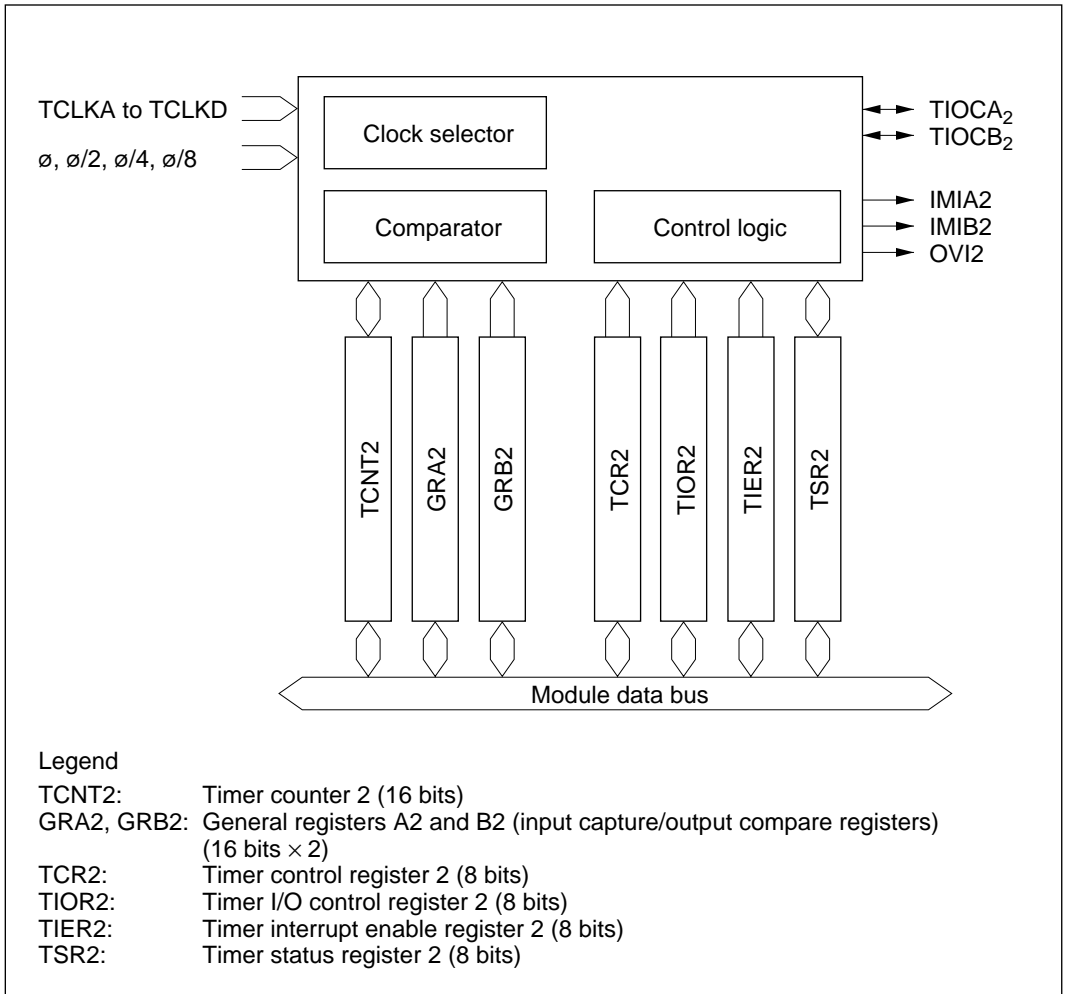 TCLKA to TCLKD
ø, ø/2, ø/4, ø/8
Clock selector
Comparator
Control logic
TIOCA2
TIOCB2
IMIA2
IMIB2
OVI2
TCNT2
GRA2
GRB2
TCR2
TIOR2
TIER2
TSR2
Module data bus
Legend
TCNT2: Timer counter 2 (16 bits)
GRA2, GRB2: General registers A2 and B2 (input capture/output compare registers)
(16 bits × 2)
TCR2: Timer control register 2 (8 bits)
TIOR2: Timer I/O control register 2 (8 bits)
TIER2: Timer interrupt enable register 2 (8 bits)
TSR2: Timer status register 2 (8 bits)